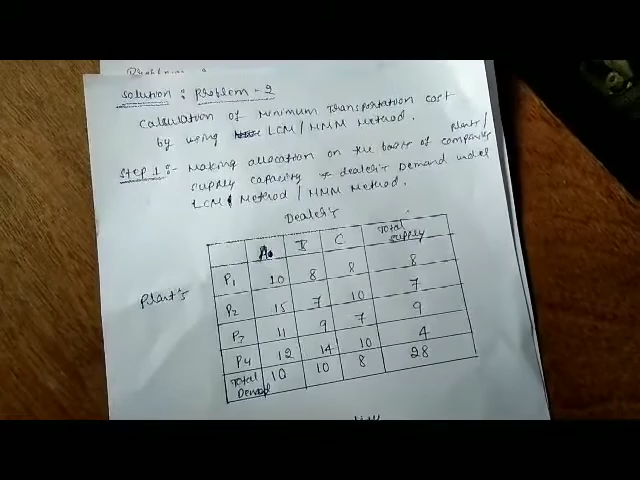 Solution : Problem - 2
Calculation of Minimum Transportation cost
by using LCM / MMM Method.
Step 1 :- Making allocation on the basis of companies plant/
supply capacity & dealer's Demand under
LCM Method / MMM Method.
Dealer's
A B C Total Supply
Plant's
P1 10 8 8 8
P2 15 7 10 7
P3 11 9 7 9
P4 12 14 10 4
Total Demand 10 10 8 28